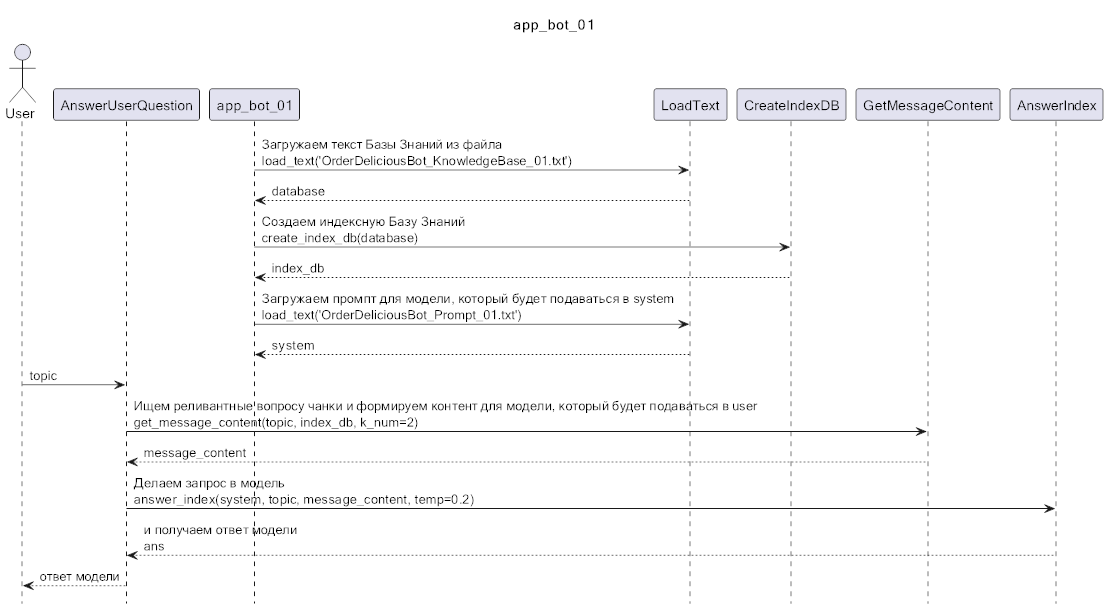 app_bot_01
User
AnswerUserQuestion
app_bot_01
LoadText
CreateIndexDB
GetMessageContent
AnswerIndex
Загружаем текст Базы Знаний из файла
load_text('OrderDeliciousBot_KnowledgeBase_01.txt')
database
Создаем индексную Базу Знаний
create_index_db(database)
index_db
Загружаем промпт для модели, который будет подаваться в system
load_text('OrderDeliciousBot_Prompt_01.txt')
system
topic
Ищем реливантные вопросу чанки и формируем контент для модели, который будет подаваться в user
get_message_content(topic, index_db, k_num=2)
message_content
Делаем запрос в модель
answer_index(system, topic, message_content, temp=0.2)
и получаем ответ модели
ans
ответ модели